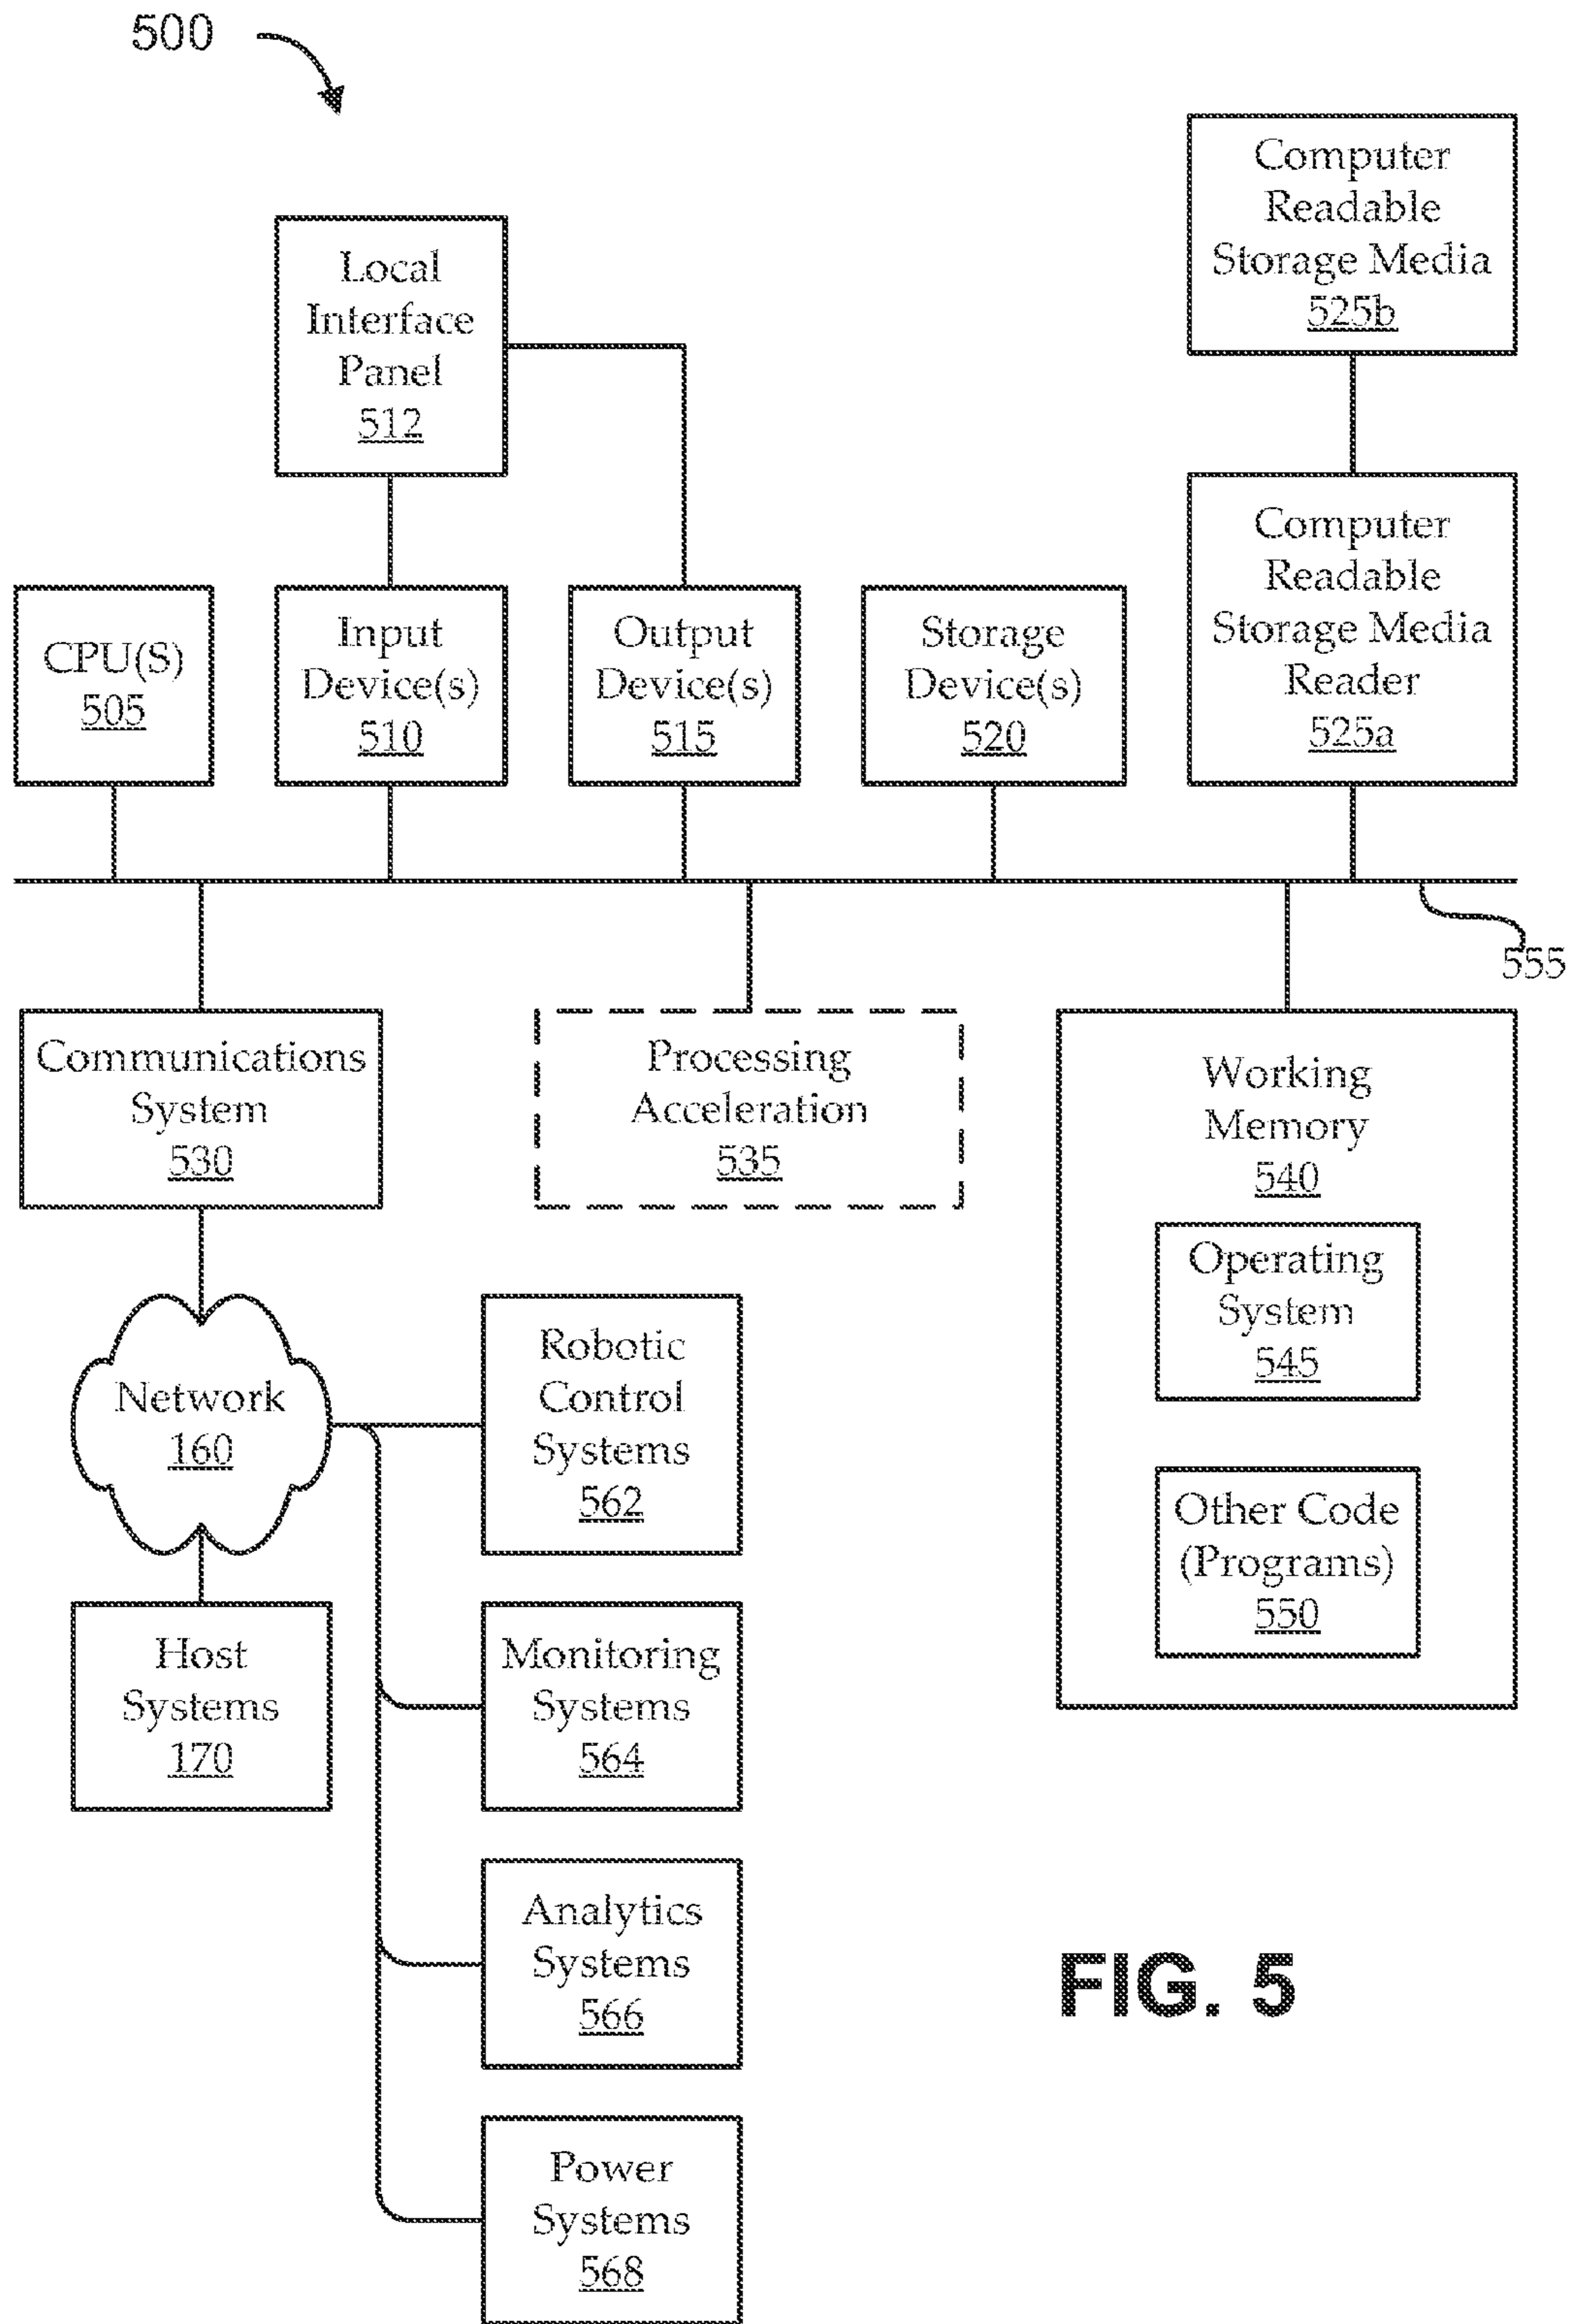 500
Computer
Readable
Storage Media
525b
Local
Interface
Panel
512
Computer
Readable
Storage Media
Reader
525a
CPU(S)
505
Input
Device(s)
510
Output
Device(s)
515
Storage
Device(s)
520
555
Communications
System
530
Processing
Acceleration
535
Working
Memory
540
Operating
System
545
Other Code
(Programs)
550
Network
160
Robotic
Control
Systems
562
Host
Systems
170
Monitoring
Systems
564
Analytics
Systems
566
Power
Systems
568
FIG. 5